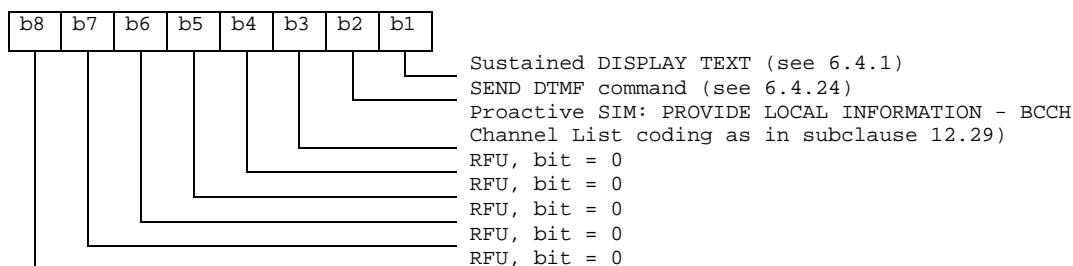 b8 b7 b6 b5 b4 b3 b2 b1
Sustained DISPLAY TEXT (see 6.4.1)
SEND DTMF command (see 6.4.24)
Proactive SIM: PROVIDE LOCAL INFORMATION - BCCH
Channel List coding as in subclause 12.29)
RFU, bit = 0
RFU, bit = 0
RFU, bit = 0
RFU, bit = 0
RFU, bit = 0